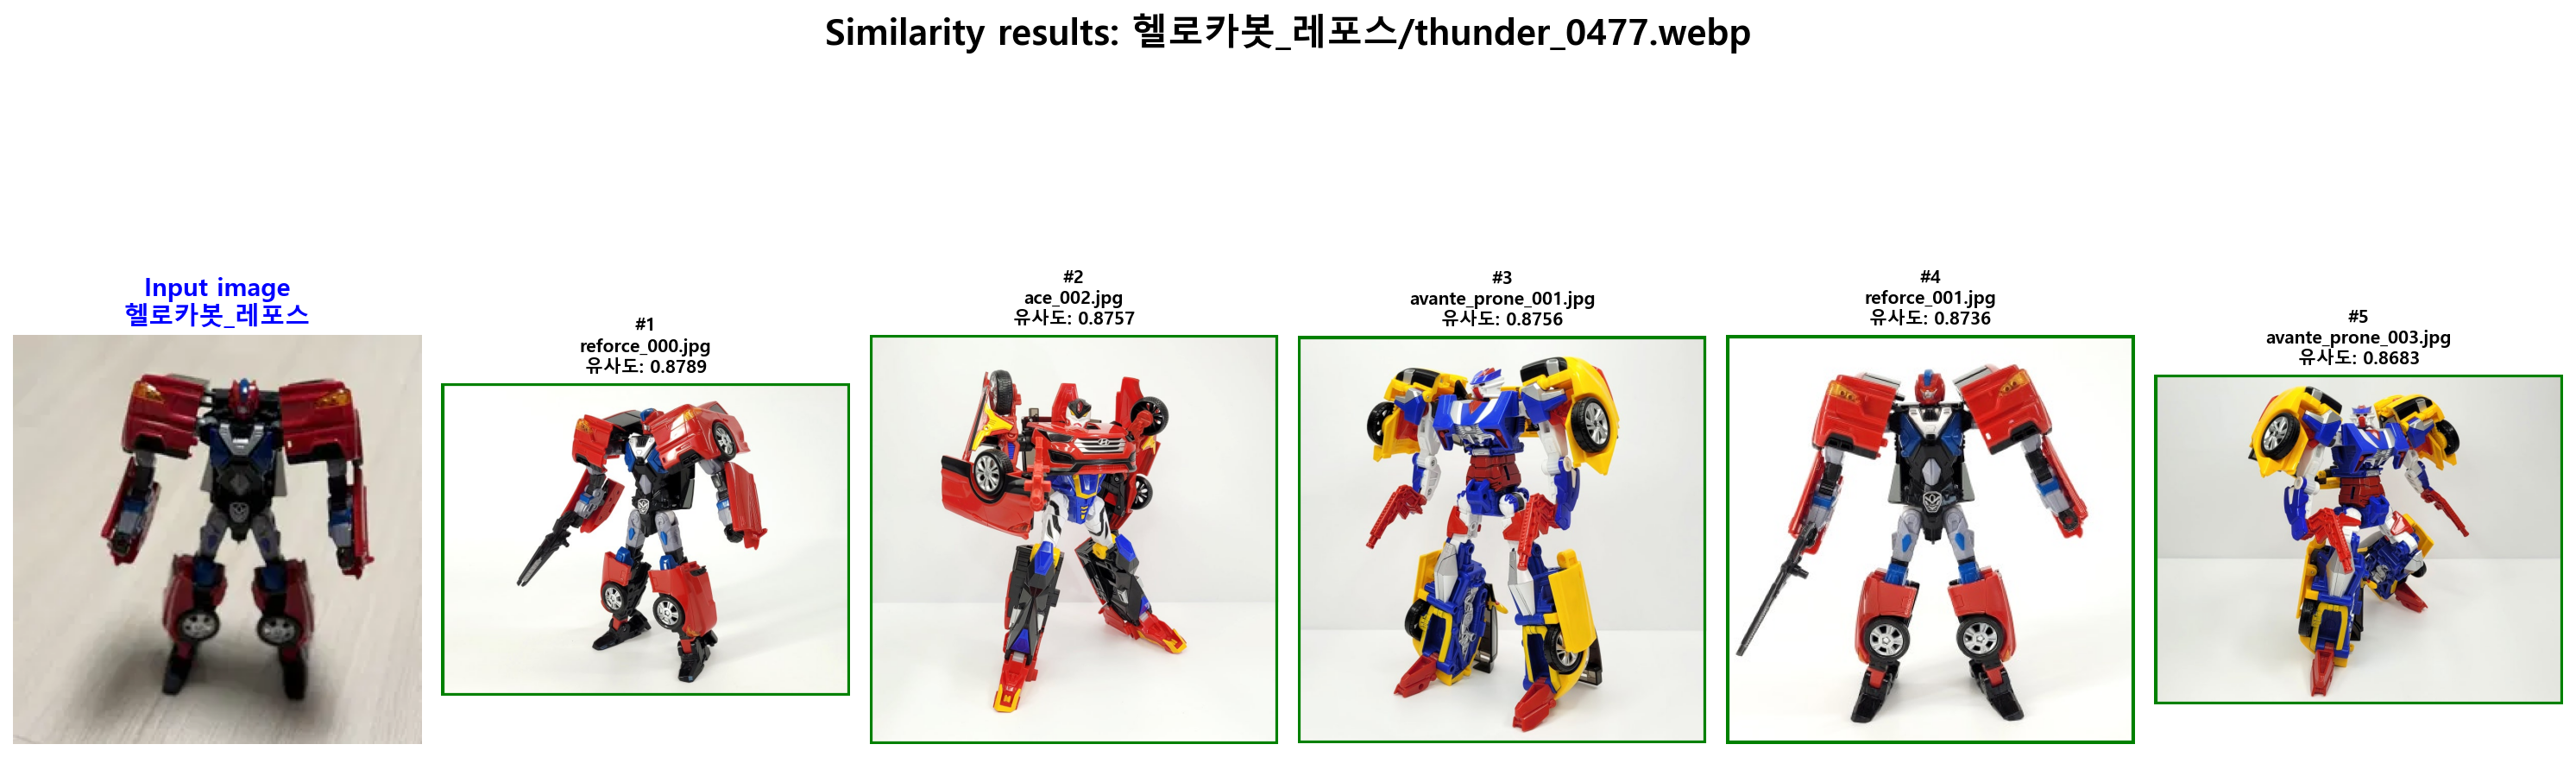 Similarity results: 헬로카봇_레포스/thunder_0477.webp
Input image
헬로카봇_레포스
#1
reforce_000.jpg
유사도: 0.8789
#2
ace_002.jpg
유사도: 0.8757
#3
avante_prone_001.jpg
유사도: 0.8756
#4
reforce_001.jpg
유사도: 0.8736
#5
avante_prone_003.jpg
유사도: 0.8683